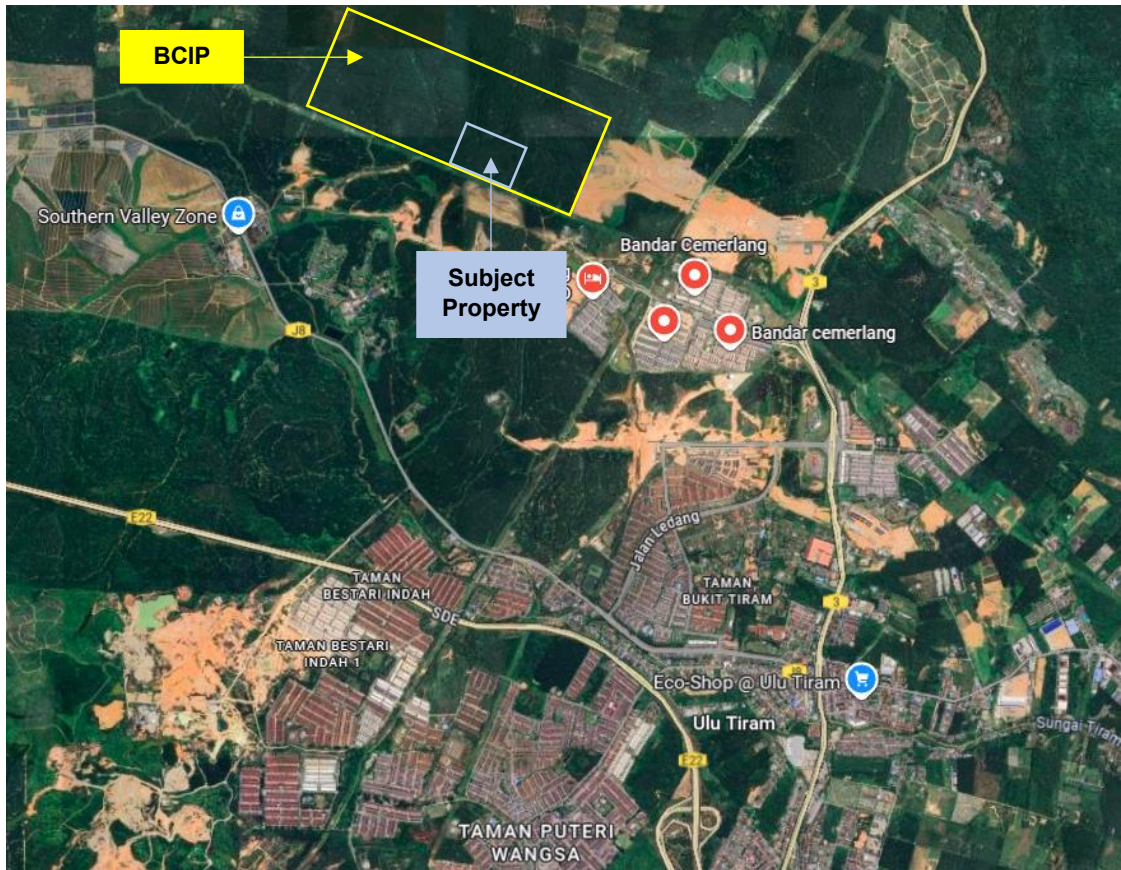 BCIP
3
Southern Valley Zone
Bandar Cemerlang
Subject
Property
g
3
J8
Bandar cemerlang
E22
Jalan Ledang
TAMAN
BESTARI INDAH
TAMAN
BUKIT TIRAM
SDE
3
TAMAN BESTARI
INDAH 1
Eco-Shop @ Ulu Tiram
Ulu Tiram
Sungai Tiram
E22
TAMAN PUTERI
WANGSA